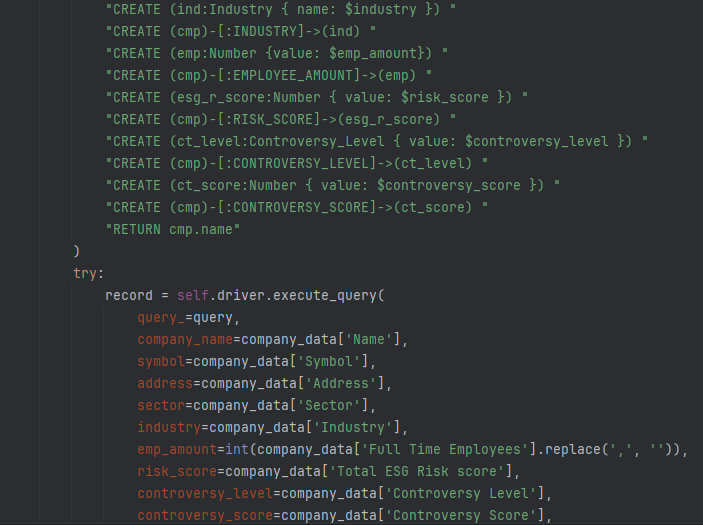 "CREATE (ind:Industry { name: $industry }) "
"CREATE (cmp)-[:INDUSTRY]->(ind) "
"CREATE (emp:Number {value: $emp_amount}) "
"CREATE (cmp)-[:EMPLOYEE_AMOUNT]->(emp) "
"CREATE (esg_r_score:Number { value: $risk_score }) "
"CREATE (cmp)-[:RISK_SCORE]->(esg_r_score) "
"CREATE (ct_level:Controversy_Level { value: $controversy_level }) "
"CREATE (cmp)-[:CONTROVERSY_LEVEL]->(ct_level) "
"CREATE (ct_score:Number { value: $controversy_score }) "
"CREATE (cmp)-[:CONTROVERSY_SCORE]->(ct_score) "
"RETURN cmp.name"
)
try:
record = self.driver.execute_query(
query_=query,
company_name=company_data['Name'],
symbol=company_data['Symbol'],
address=company_data['Address'],
sector=company_data['Sector'],
industry=company_data['Industry'],
emp_amount=int(company_data['Full Time Employees'].replace(',', '')),
risk_score=company_data['Total ESG Risk score'],
controversy_level=company_data['Controversy Level'],
controversy_score=company_data['Controversy Score'],